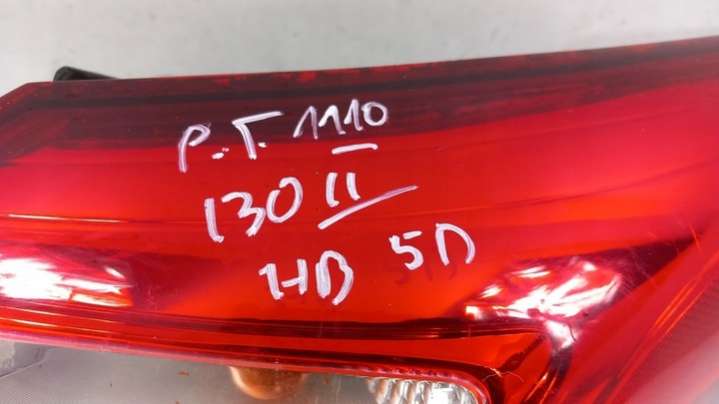 P.T. 1110
130 II
HB 5D